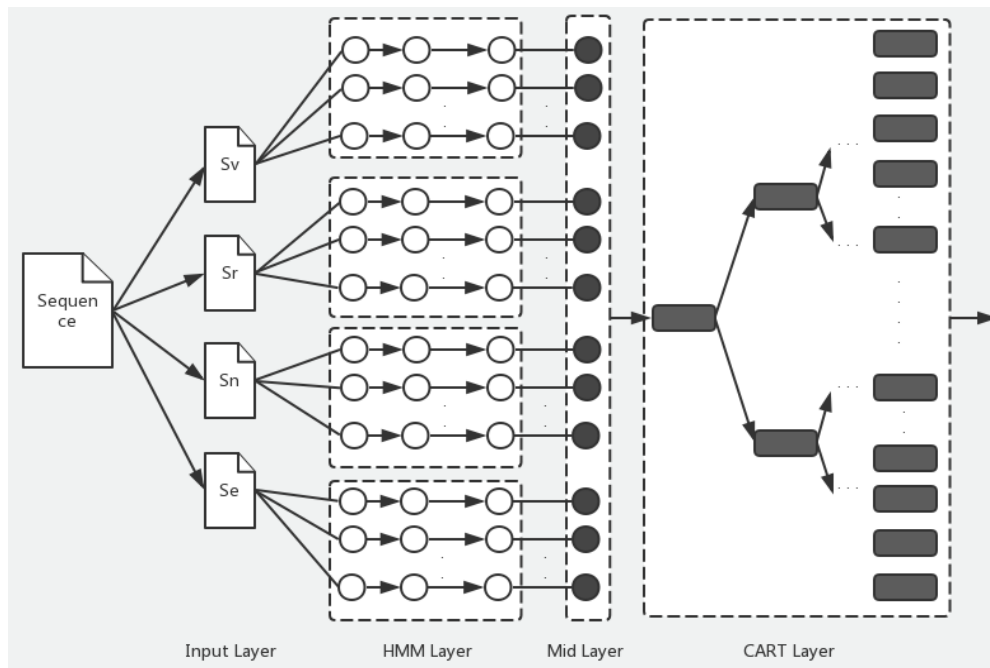 Sv
Sr
Sequen
ce
Sn
Se
Input Layer
HMM Layer
Mid Layer
CART Layer